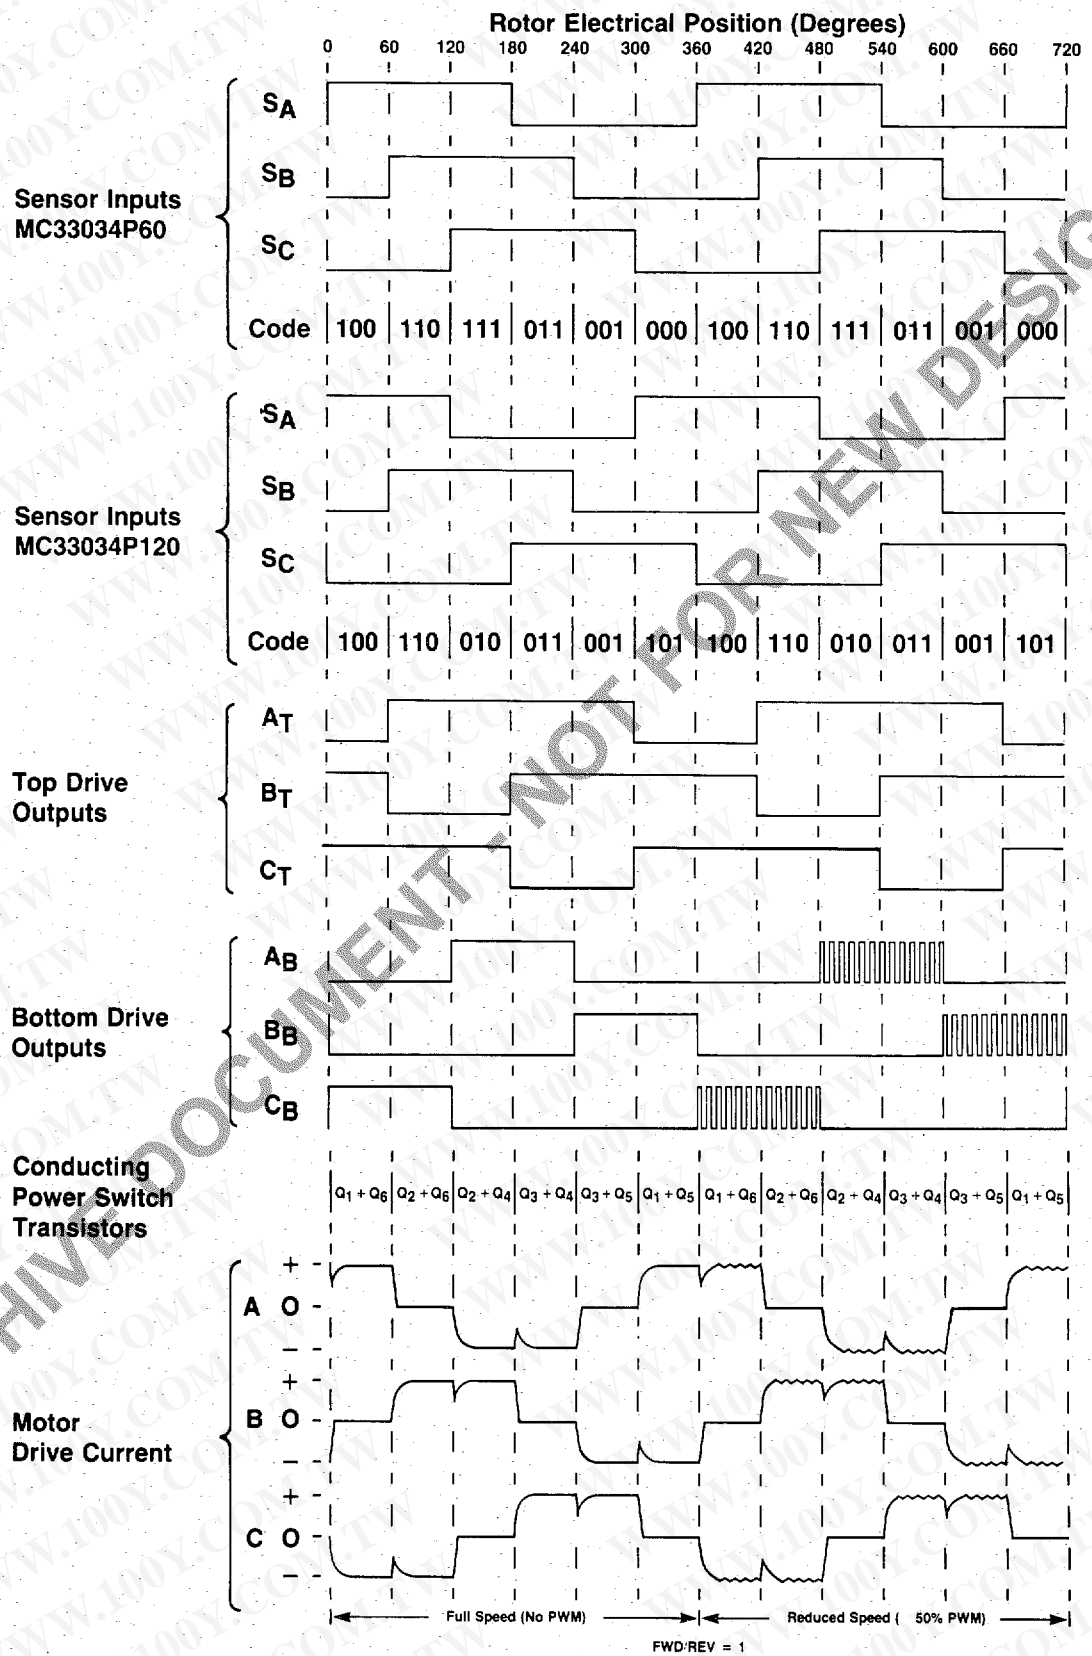 Rotor Electrical Position (Degrees)
0 60 120 180 240 300 360 420 480 540 600 660 720
Sensor Inputs
MC33034P60
SA
SB
SC
Code 100 110 111 011 001 000 100 110 111 011 001 000
Sensor Inputs
MC33034P120
SA
SB
SC
Code 100 110 010 011 001 101 100 110 010 011 001 101
Top Drive
Outputs
AT
BT
CT
Bottom Drive
Outputs
AB
BB
CB
Conducting
Power Switch
Transistors
Q1 + Q6 Q2 + Q6 Q2 + Q4 Q3 + Q4 Q3 + Q5 Q1 + Q5 Q1 + Q6 Q2 + Q6 Q2 + Q4 Q3 + Q4 Q3 + Q5 Q1 + Q5
Motor
Drive Current
+
A O
−
+
B O
−
+
C O
−
Full Speed (No PWM)
Reduced Speed ( 50% PWM)
FWD/REV = 1
HIVE DOCUMENT - NOT FOR NEW DESIG
WWW.100Y.COM.TW